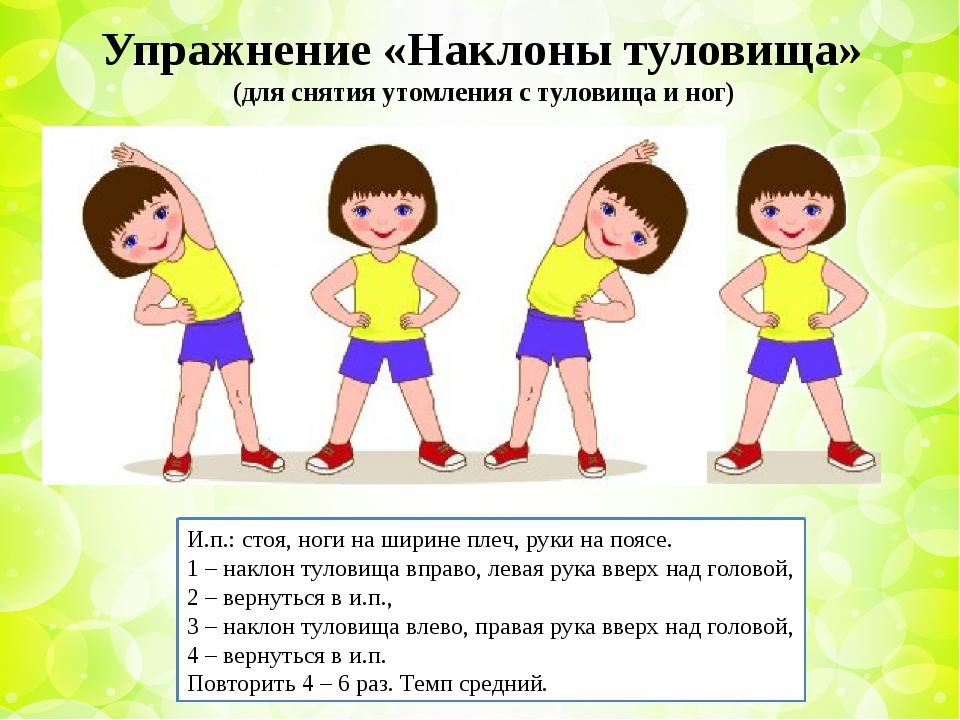 Упражнение «Наклоны туловища»
(для снятия утомления с туловища и ног)
И.п.: стоя, ноги на ширине плеч, руки на поясе.
1 – наклон туловища вправо, левая рука вверх над головой,
2 – вернуться в и.п.,
3 – наклон туловища влево, правая рука вверх над головой,
4 – вернуться в и.п.
Повторить 4 – 6 раз. Темп средний.